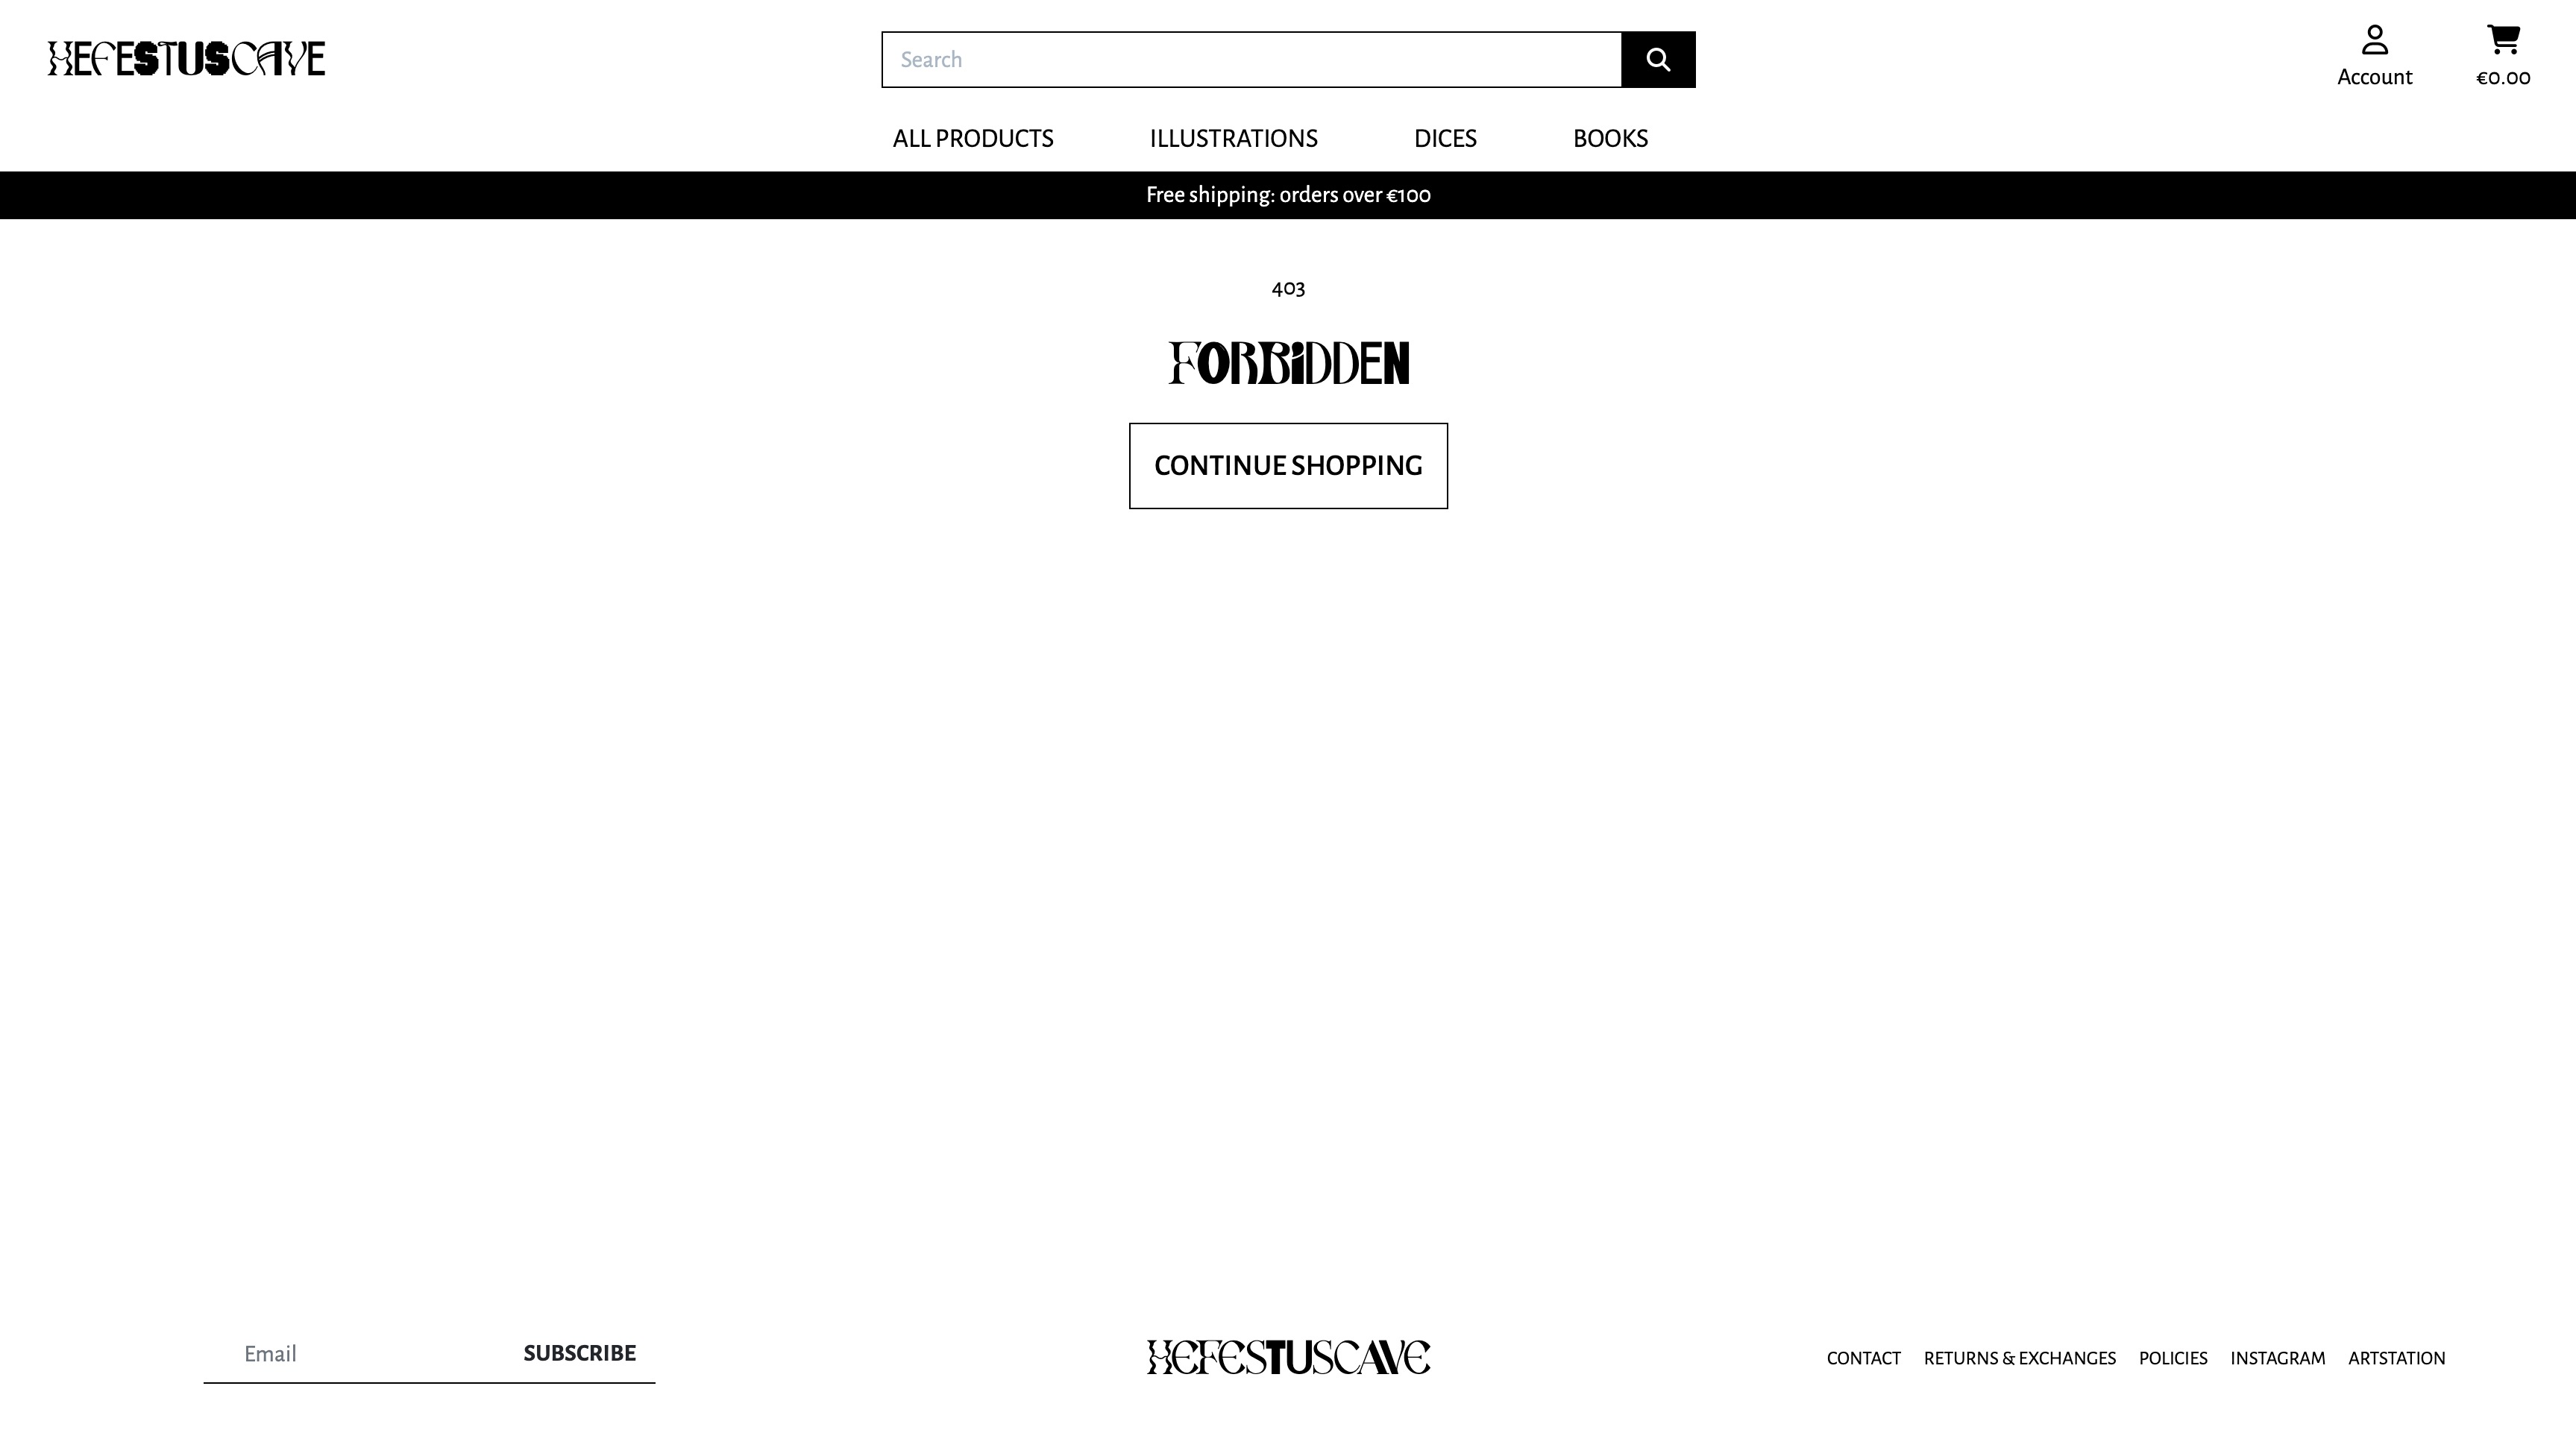 HEFESTUSCAVE
Search
Account
€0.00
ALL PRODUCTS ILLUSTRATIONS DICES BOOKS
Free shipping: orders over €100
403
FORBiDDEN
CONTINUE SHOPPING
Email SUBSCRIBE
HEFESTUSCAVE
CONTACT RETURNS & EXCHANGES POLICIES INSTAGRAM ARTSTATION